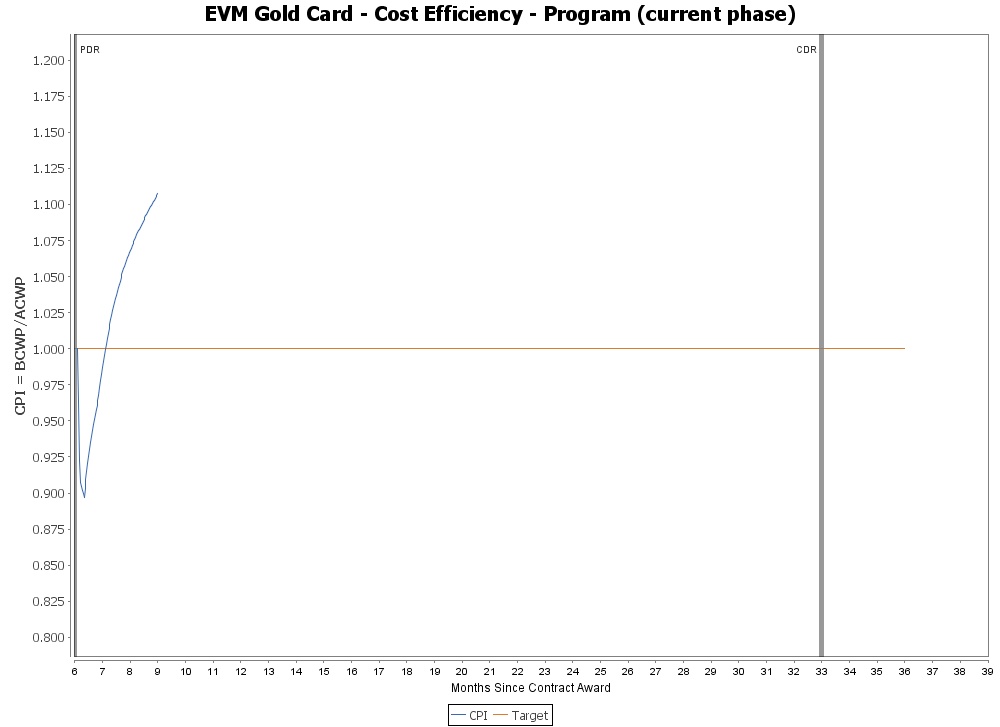 EVM Gold Card - Cost Efficiency - Program (current phase)
PDR
CDR
1.200
1.175
1.150
1.125
1.100
1.075
1.050
1.025
1.000
0.975
0.950
0.925
0.900
0.875
0.850
0.825
0.800
CPI = BCWP/ACWP
6 7 8 9 10 11 12 13 14 15 16 17 18 19 20 21 22 23 24 25 26 27 28 29 30 31 32 33 34 35 36 37 38 39
Months Since Contract Award
CPI Target